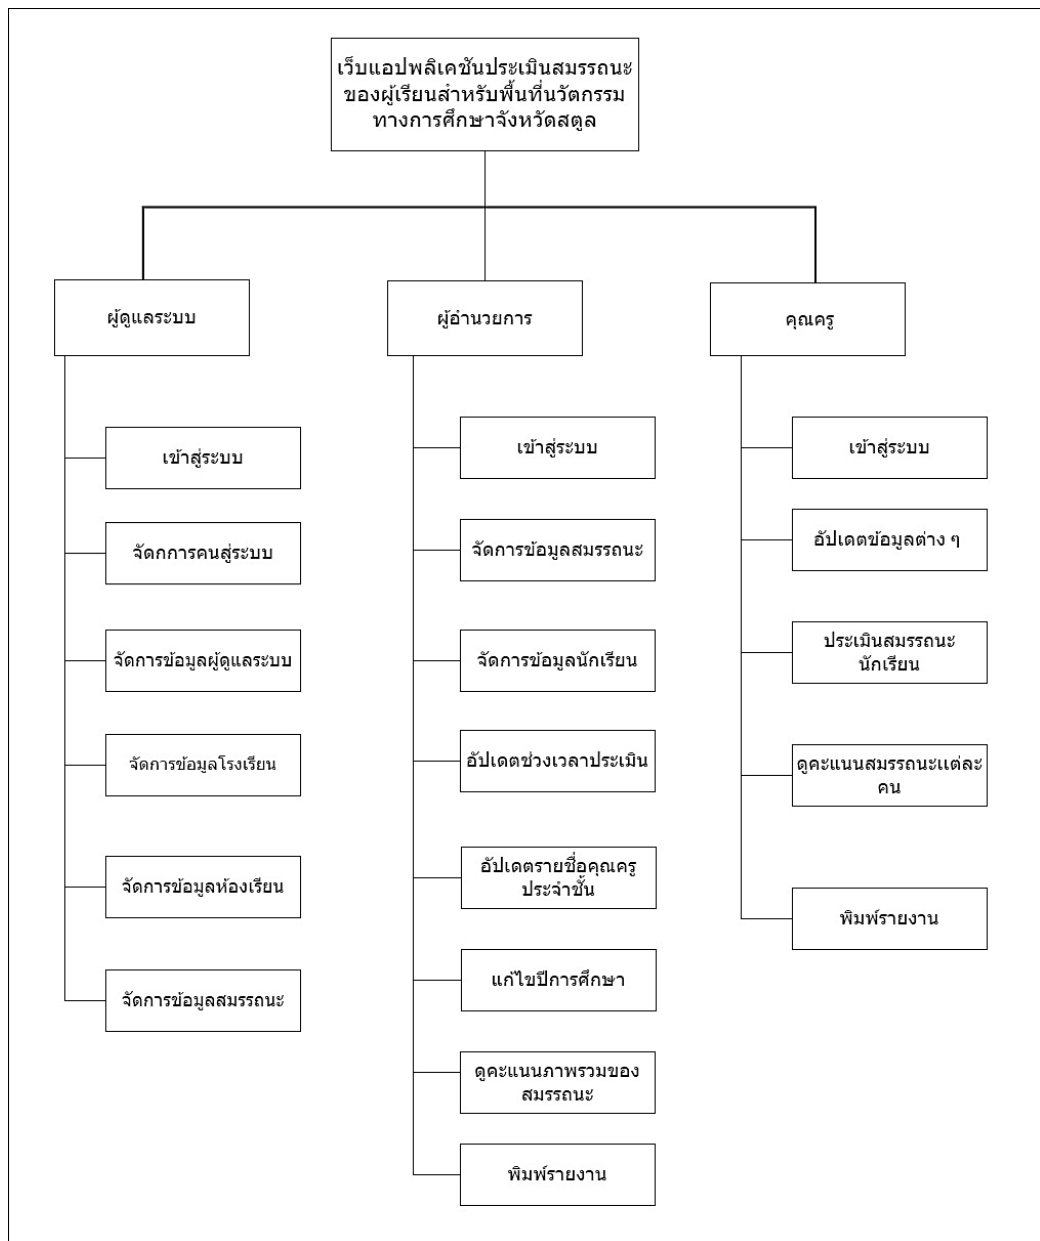 เว็บแอปพลิเคชันประเมินสมรรถนะ
ของผู้เรียนสำหรับพื้นที่นวัตกรรม
ทางการศึกษาจังหวัดสตูล
ผู้ดูแลระบบ
เข้าสู่ระบบ
จัดกการคนสู่ระบบ
จัดการข้อมูลผู้ดูแลระบบ
จัดการข้อมูลโรงเรียน
จัดการข้อมูลห้องเรียน
จัดการข้อมูลสมรรถนะ
ผู้อำนวยการ
เข้าสู่ระบบ
จัดการข้อมูลสมรรถนะ
จัดการข้อมูลนักเรียน
อัปเดตช่วงเวลาประเมิน
อัปเดตรายชื่อคุณครู
ประจำชั้น
แก้ไขปีการศึกษา
ดูคะแนนภาพรวมของ
สมรรถนะ
พิมพ์รายงาน
คุณครู
เข้าสู่ระบบ
อัปเดตข้อมูลต่าง ๆ
ประเมินสมรรถนะ
นักเรียน
ดูคะแนนสมรรถนะแต่ละ
คน
พิมพ์รายงาน